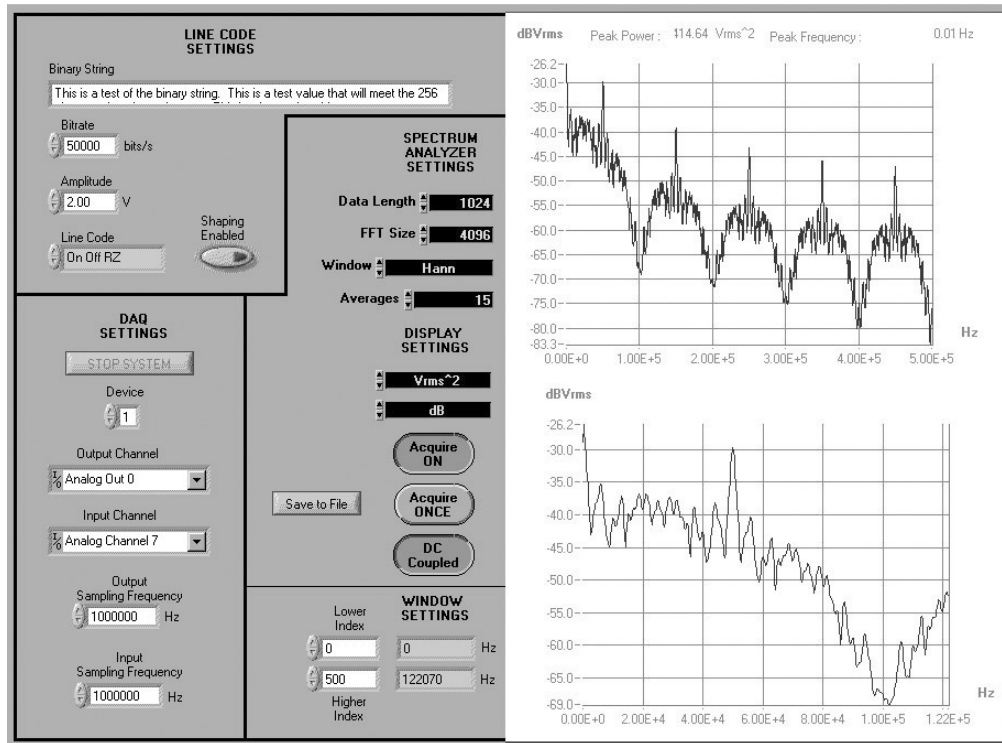 LINE CODE
SETTINGS
Binary String
This is a test of the binary string. This is a test value that will meet the 256
Bitrate
50000 bits/s
Amplitude
2.00 V
Line Code
On Off RZ
Shaping
Enabled
SPECTRUM
ANALYZER
SETTINGS
Data Length 1024
FFT Size 4096
Window Hann
Averages 15
DISPLAY
SETTINGS
Vrms^2
dB
Acquire
ON
Save to File
Acquire
ONCE
DC
Coupled
DAQ
SETTINGS
STOP SYSTEM
Device
1
Output Channel
I/O Analog Out 0
Input Channel
I/O Analog Channel 7
Output
Sampling Frequency
1000000 Hz
Input
Sampling Frequency
1000000 Hz
WINDOW
SETTINGS
Lower
Index
0 0 Hz
500 122070 Hz
Higher
Index
dBVrms Peak Power : 114.64 Vrms^2 Peak Frequency : 0.01 Hz
-26.2
-30.0
-35.0
-40.0
-45.0
-50.0
-55.0
-60.0
-65.0
-70.0
-75.0
-80.0
-83.3
Hz
0.00E+0 1.00E+5 2.00E+5 3.00E+5 4.00E+5 5.00E+5
dBVrms
-26.2
-30.0
-35.0
-40.0
-45.0
-50.0
-55.0
-60.0
-65.0
-69.0
Hz
0.00E+0 2.00E+4 4.00E+4 6.00E+4 8.00E+4 1.00E+5 1.22E+5